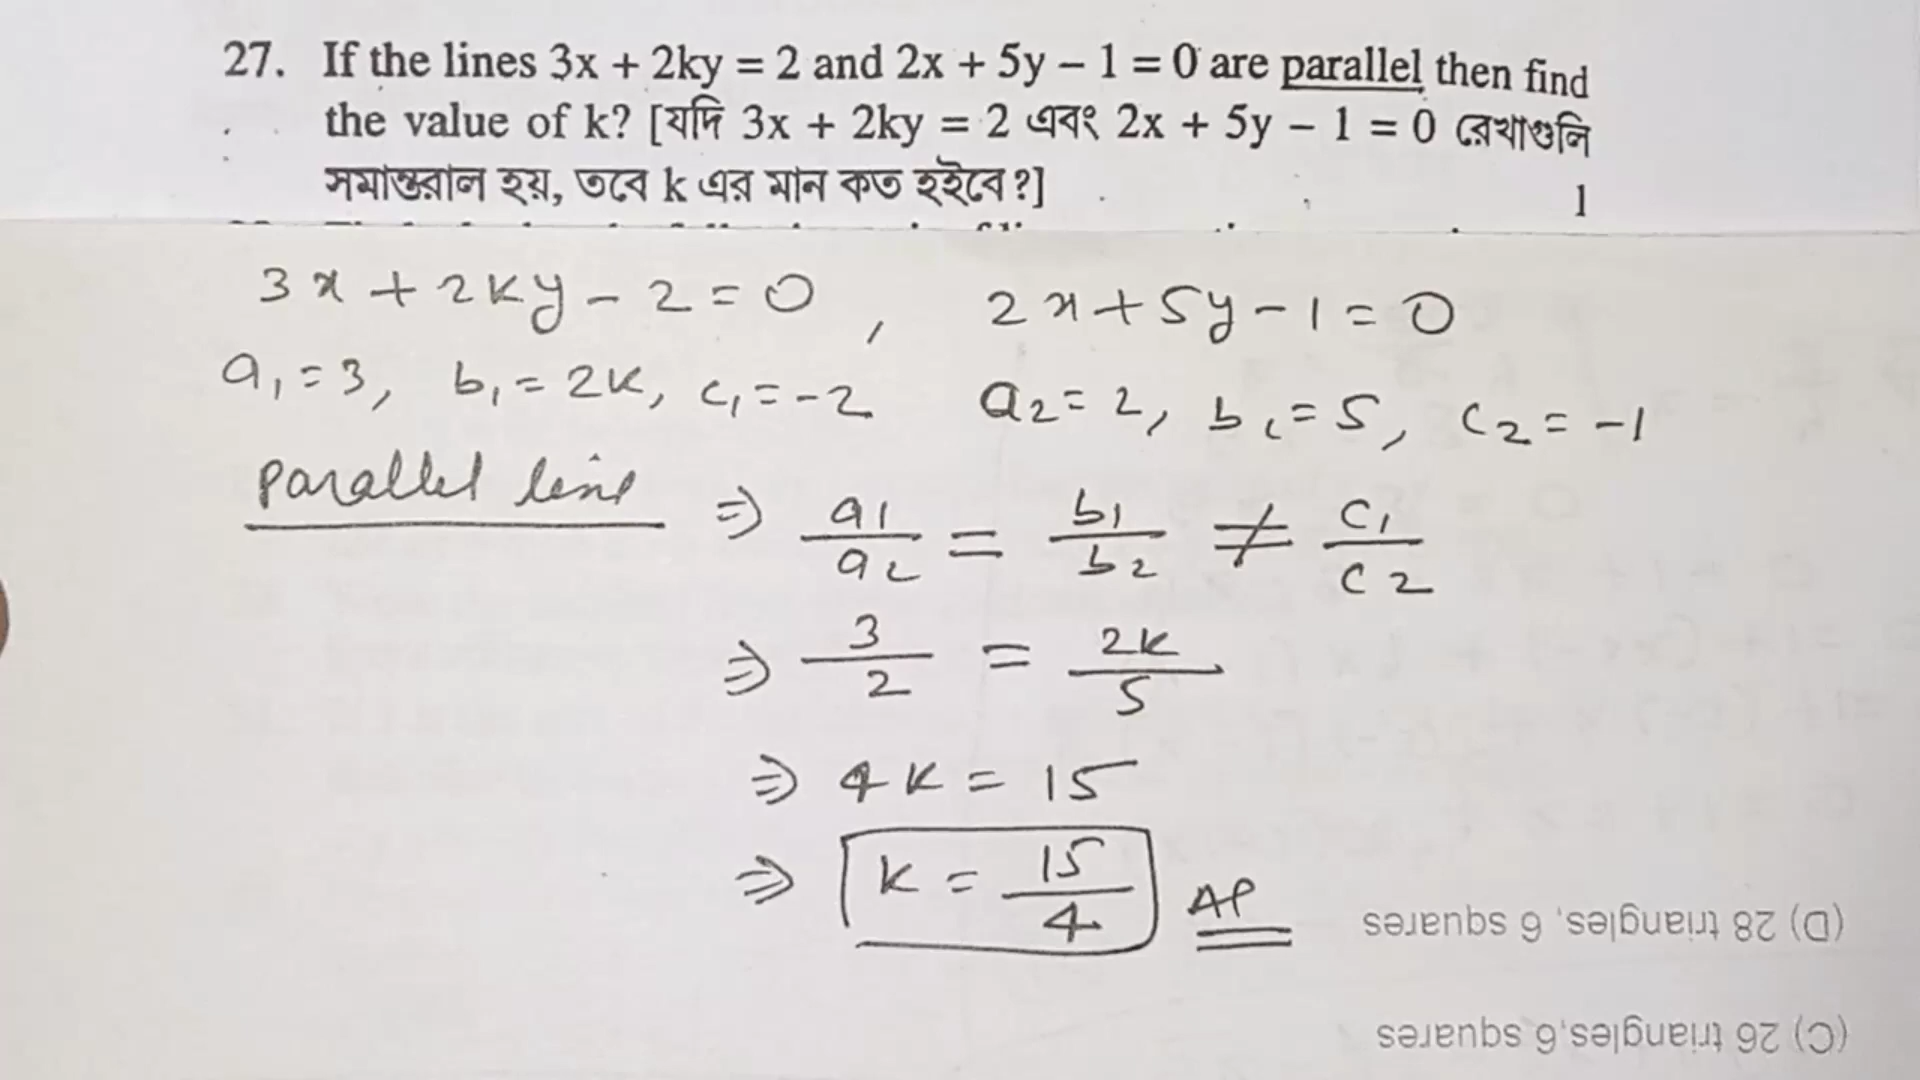 27. If the lines 3x + 2ky = 2 and 2x + 5y – 1 = 0 are parallel then find
the value of k? [যদি 3x + 2ky = 2 এবং 2x + 5y – 1 = 0 রেখাগুলি
সমান্তরাল হয়, তবে k এর মান কত হইবে?] 1
3x + 2ky - 2 = 0, 2x + 5y - 1 = 0
a₁ = 3, b₁ = 2k, c₁ = -2 a₂ = 2, b₂ = 5, c₂ = -1
parallel line ⇒ a₁/a₂ = b₁/b₂ ≠ c₁/c₂
⇒ 3/2 = 2k/5
⇒ 4k = 15
⇒ k = 15/4
(D) 28 triangles, 6 squares
(C) 26 triangles,6 squares